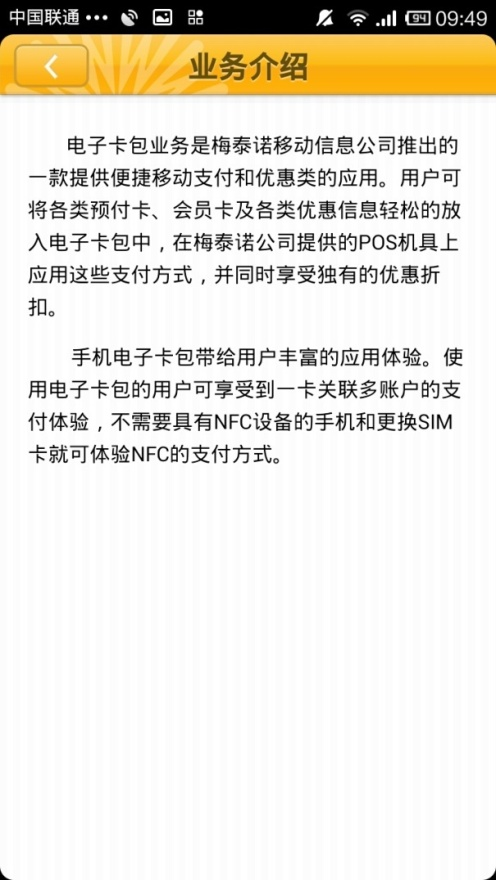 中国联通 ••• 94 09:49
业务介绍
电子卡包业务是梅泰诺移动信息公司推出的
一款提供便捷移动支付和优惠类的应用。用户可
将各类预付卡、会员卡及各类优惠信息轻松的放
入电子卡包中，在梅泰诺公司提供的POS机具上
应用这些支付方式，并同时享受独有的优惠折
扣。
手机电子卡包带给用户丰富的应用体验。使
用电子卡包的用户可享受到一卡关联多账户的支
付体验，不需要具有NFC设备的手机和更换SIM
卡就可体验NFC的支付方式。